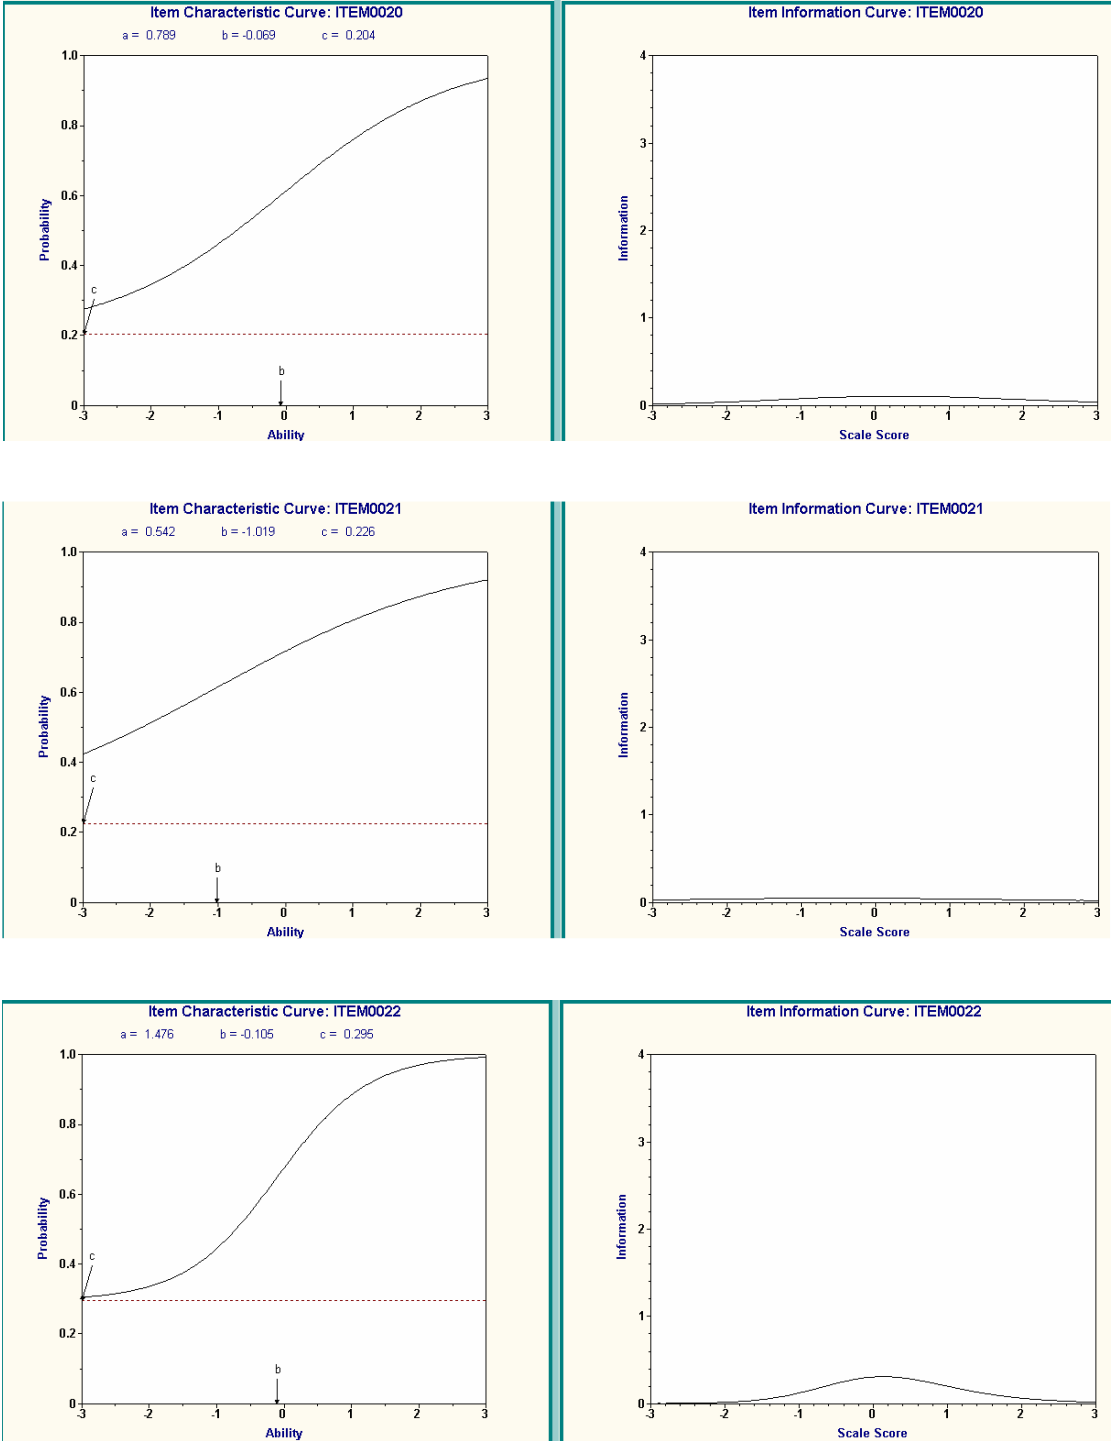 Item Characteristic Curve: ITEM0020
a = 0.789 b = -0.069 c = 0.204
1.0
0.8
0.6
0.4
0.2
0
Probability
c
b
-3 -2 -1 0 1 2 3
Ability
Item Information Curve: ITEM0020
4
3
2
1
0
Information
-3 -2 -1 0 1 2 3
Scale Score
Item Characteristic Curve: ITEM0021
a = 0.542 b = -1.019 c = 0.226
1.0
0.8
0.6
0.4
0.2
0
Probability
c
b
-3 -2 -1 0 1 2 3
Ability
Item Information Curve: ITEM0021
4
3
2
1
0
Information
-3 -2 -1 0 1 2 3
Scale Score
Item Characteristic Curve: ITEM0022
a = 1.476 b = -0.105 c = 0.295
1.0
0.8
0.6
0.4
0.2
0
Probability
c
b
-3 -2 -1 0 1 2 3
Ability
Item Information Curve: ITEM0022
4
3
2
1
0
Information
-3 -2 -1 0 1 2 3
Scale Score